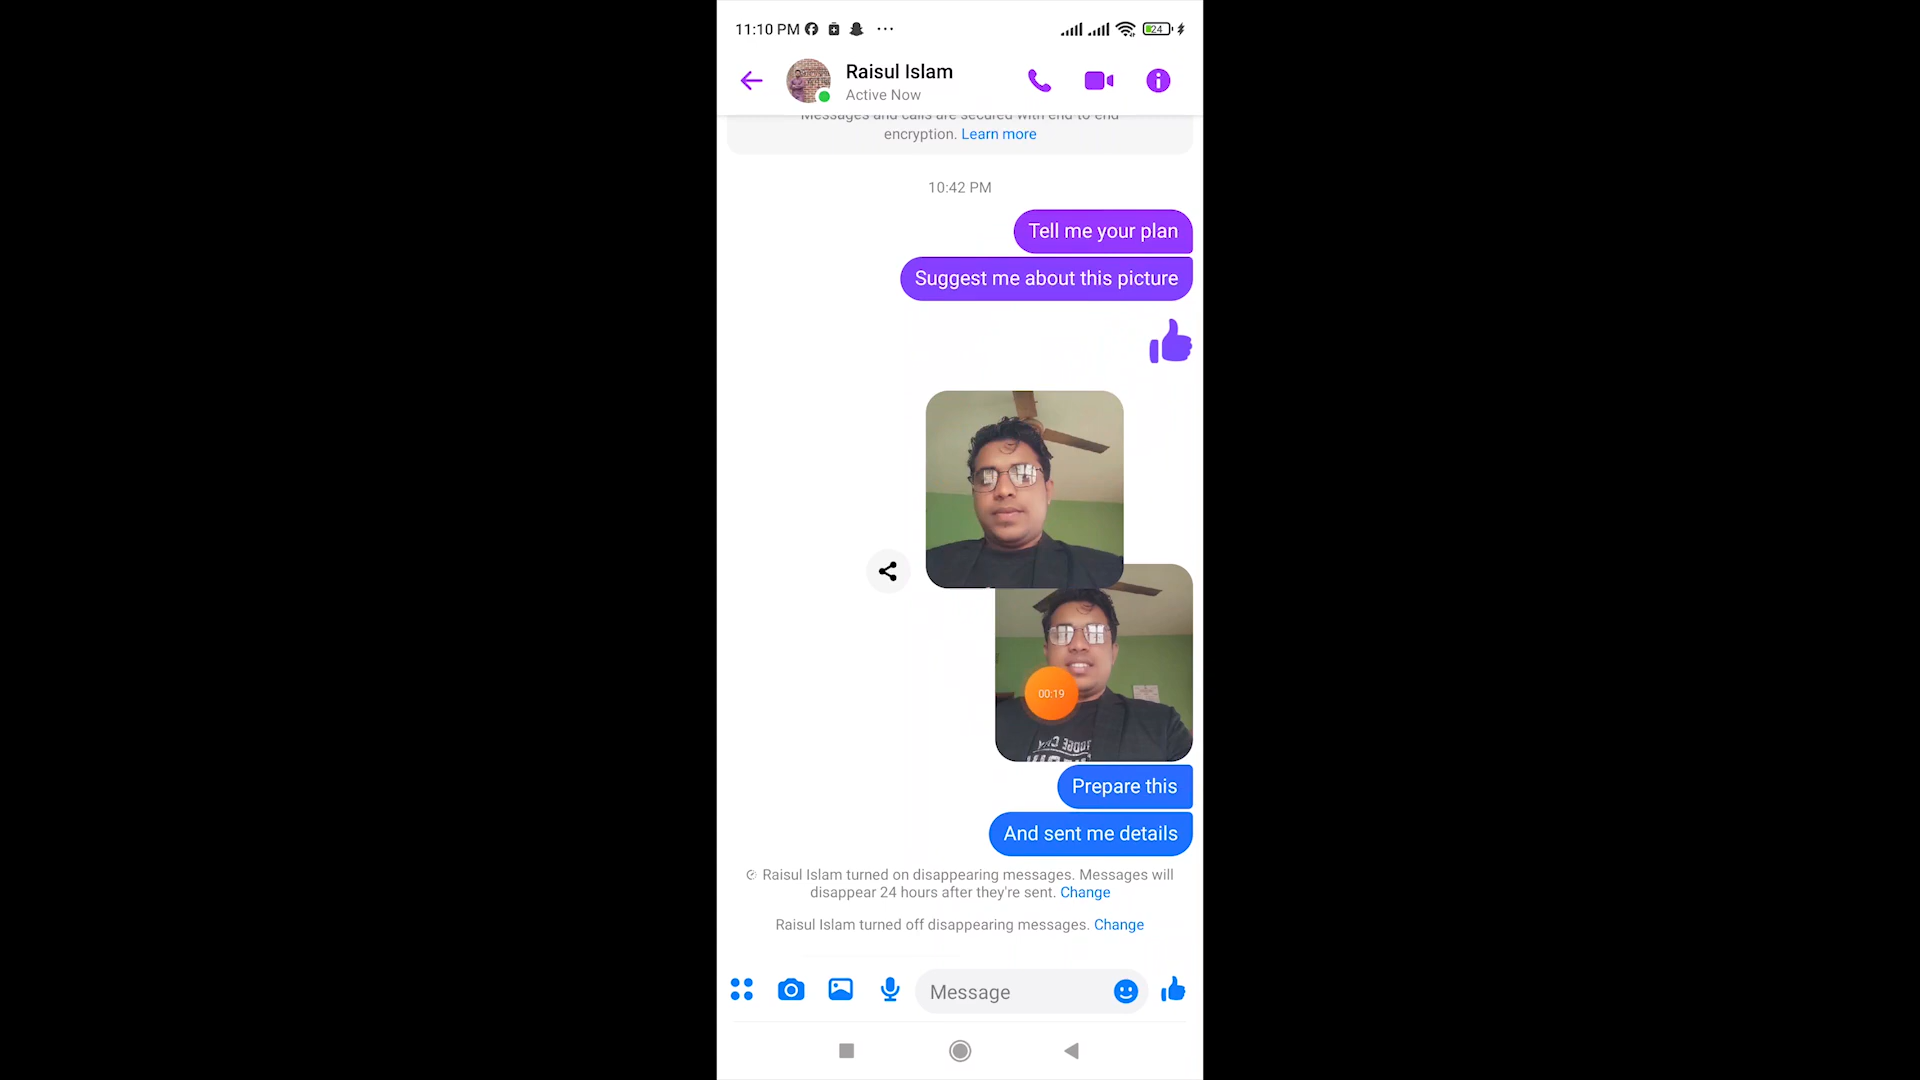 11:10 PM
24
Raisul Islam
Active Now
Messages and calls are secured with end-to-end
encryption. Learn more
10:42 PM
Tell me your plan
Suggest me about this picture
00:19
Prepare this
And sent me details
Raisul Islam turned on disappearing messages. Messages will
disappear 24 hours after they're sent. Change
Raisul Islam turned off disappearing messages. Change
Message